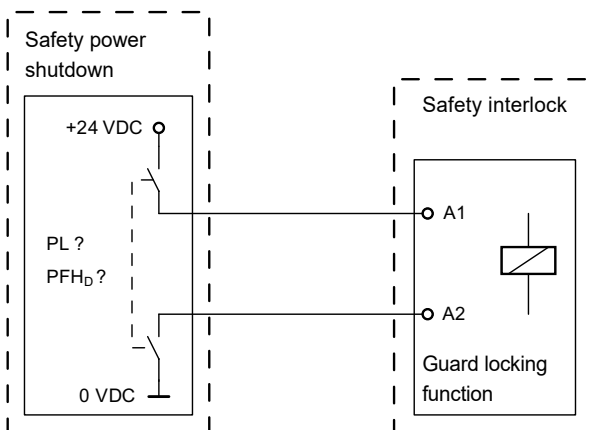 Safety power
shutdown
+24 VDC
PL ?
PFHD ?
0 VDC
Safety interlock
A1
A2
Guard locking
function